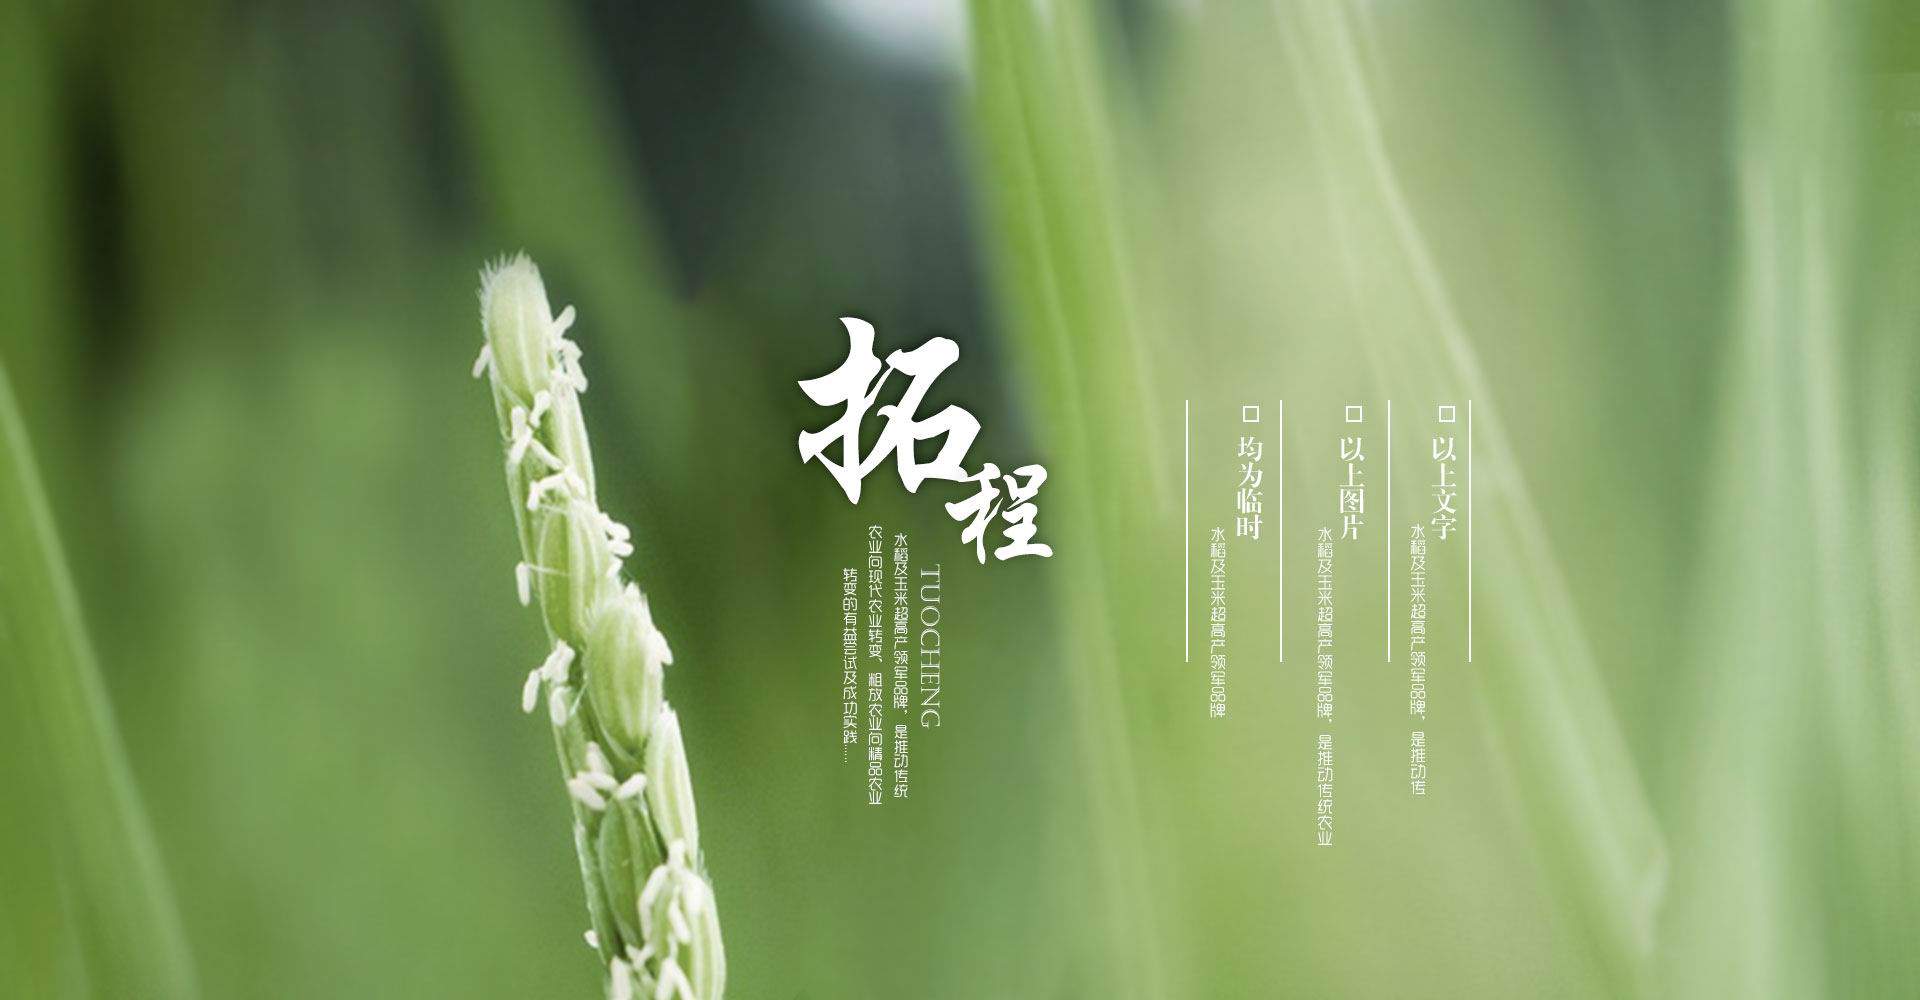 拓程
TUOCHENG
水稻及玉米超高产领军品牌，是推动传统
农业向现代农业转变、粗放农业向精品农业
转变的有益尝试及成功实践……
以上文字
水稻及玉米超高产领军品牌，是推动传
以上图片
水稻及玉米超高产领军品牌，是推动传统农业
均为临时
水稻及玉米超高产领军品牌